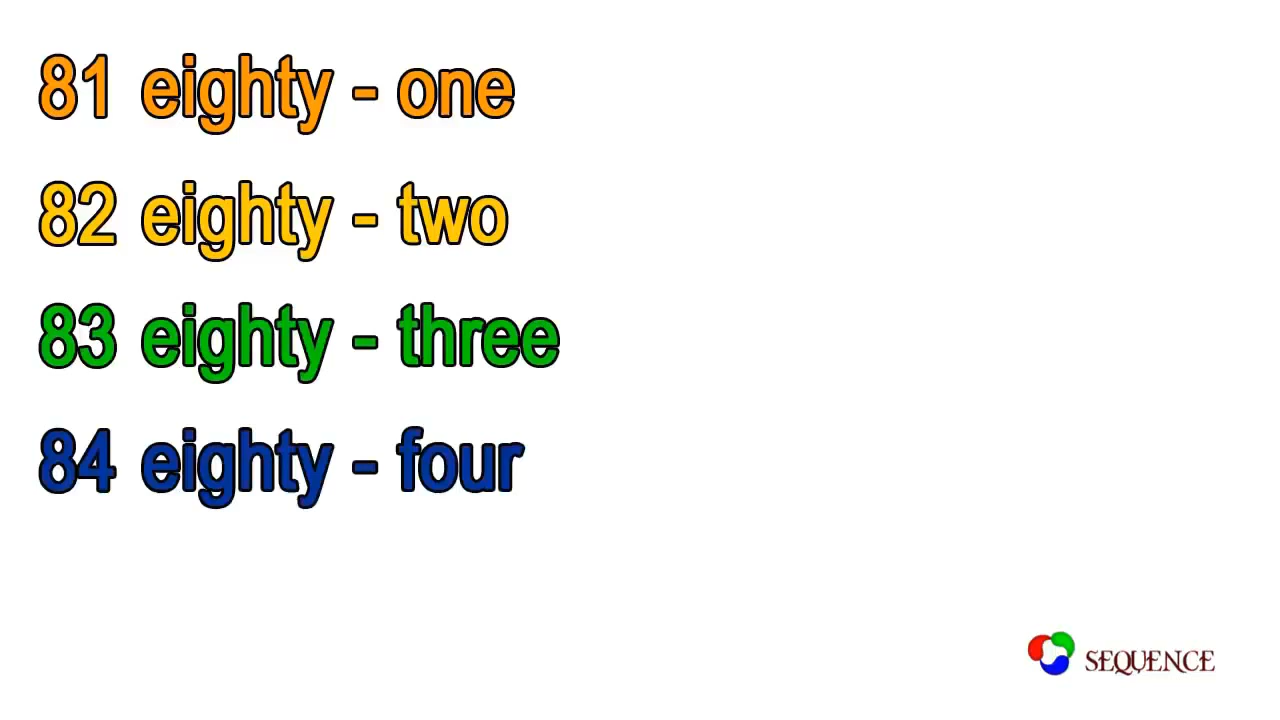 81 eighty - one
82 eighty - two
83 eighty - three
84 eighty - four
SEQUENCE